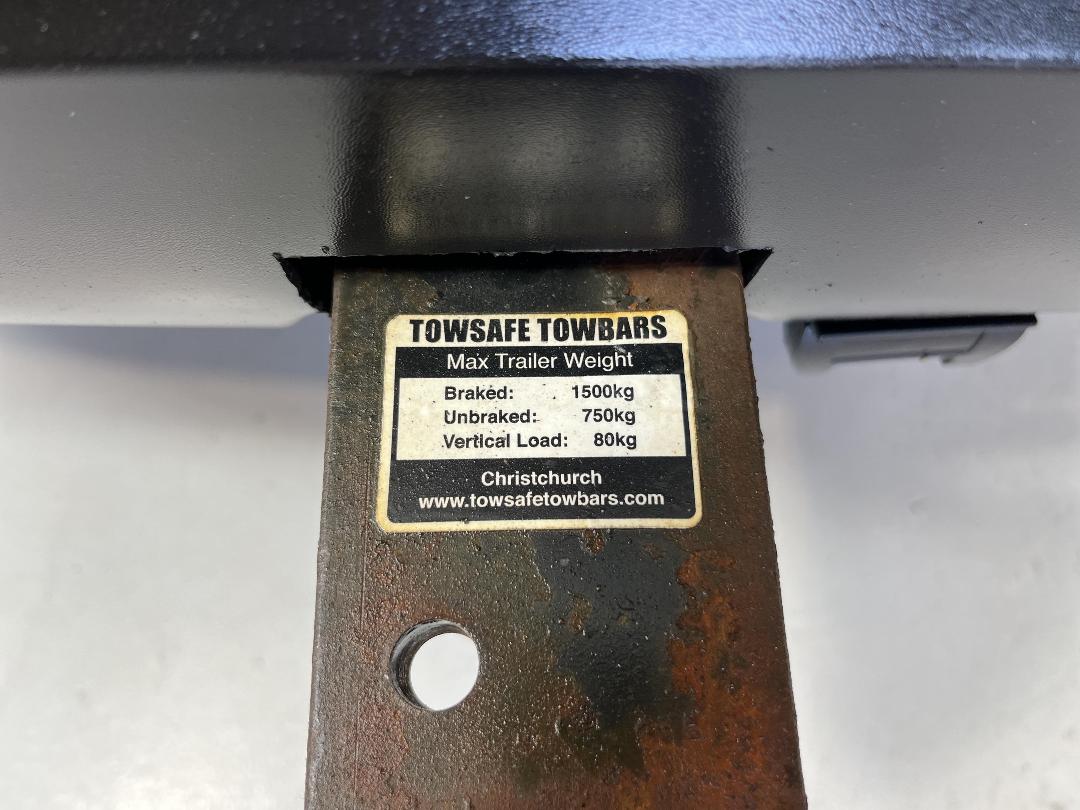 TOWSAFE TOWBARS
Max Trailer Weight
Braked: 1500kg
Unbraked: 750kg
Vertical Load: 80kg
Christchurch
www.towsafetowbars.com